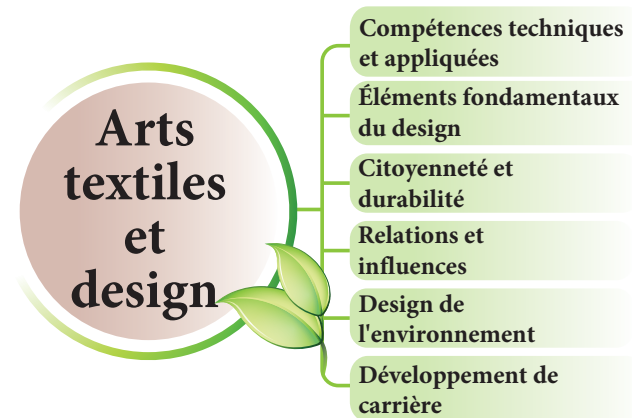 Arts
textiles
et
design
Compétences techniques
et appliquées
Éléments fondamentaux
du design
Citoyenneté et
durabilité
Relations et
influences
Design de
l'environnement
Développement de
carrière